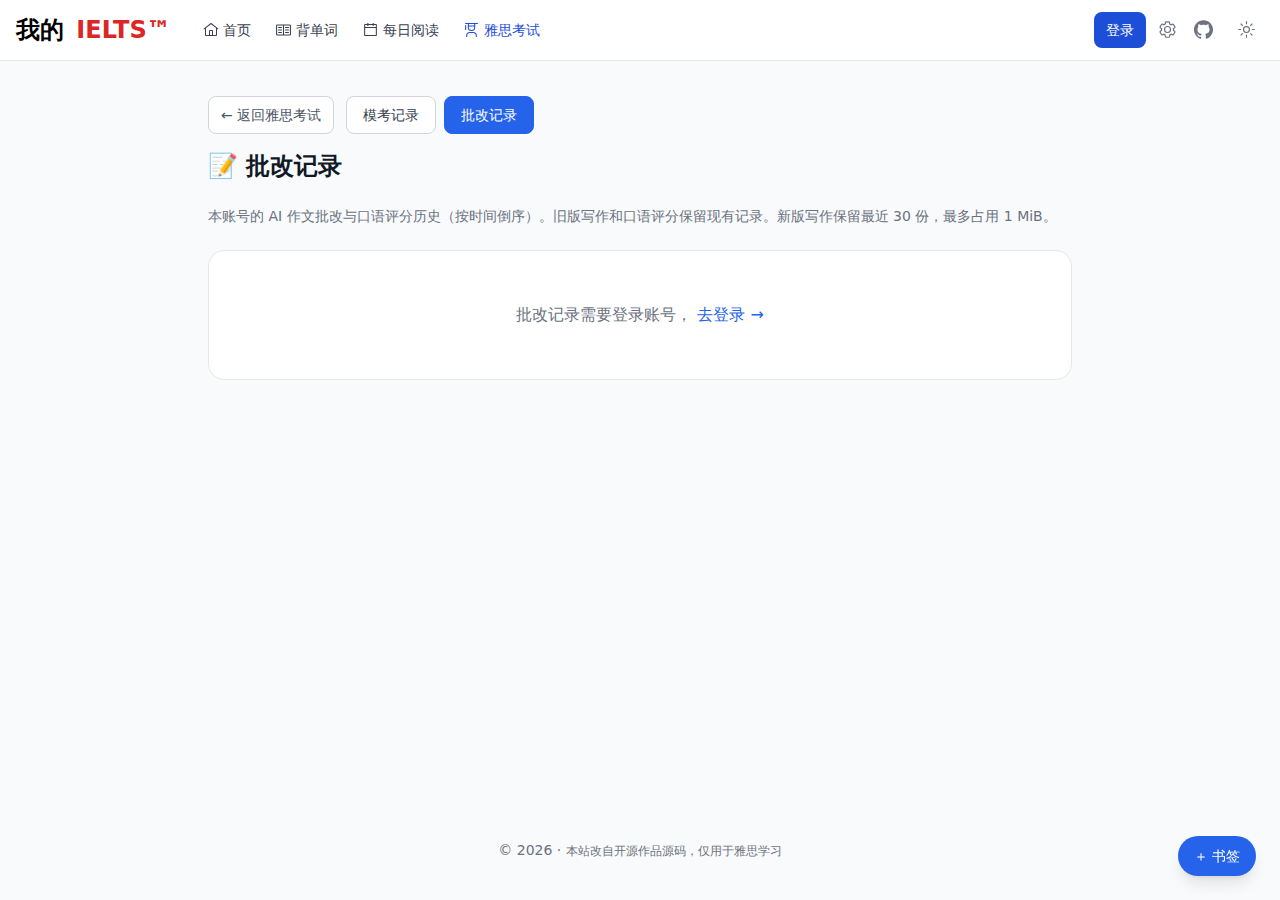 我的 IELTS™ 首页 背单词 每日阅读 雅思考试 登录
← 返回雅思考试 模考记录 批改记录
📝 批改记录
本账号的 AI 作文批改与口语评分历史（按时间倒序）。旧版写作和口语评分保留现有记录。新版写作保留最近 30 份，最多占用 1 MiB。
批改记录需要登录账号， 去登录 →
© 2026 · 本站改自开源作品源码，仅用于雅思学习
＋ 书签